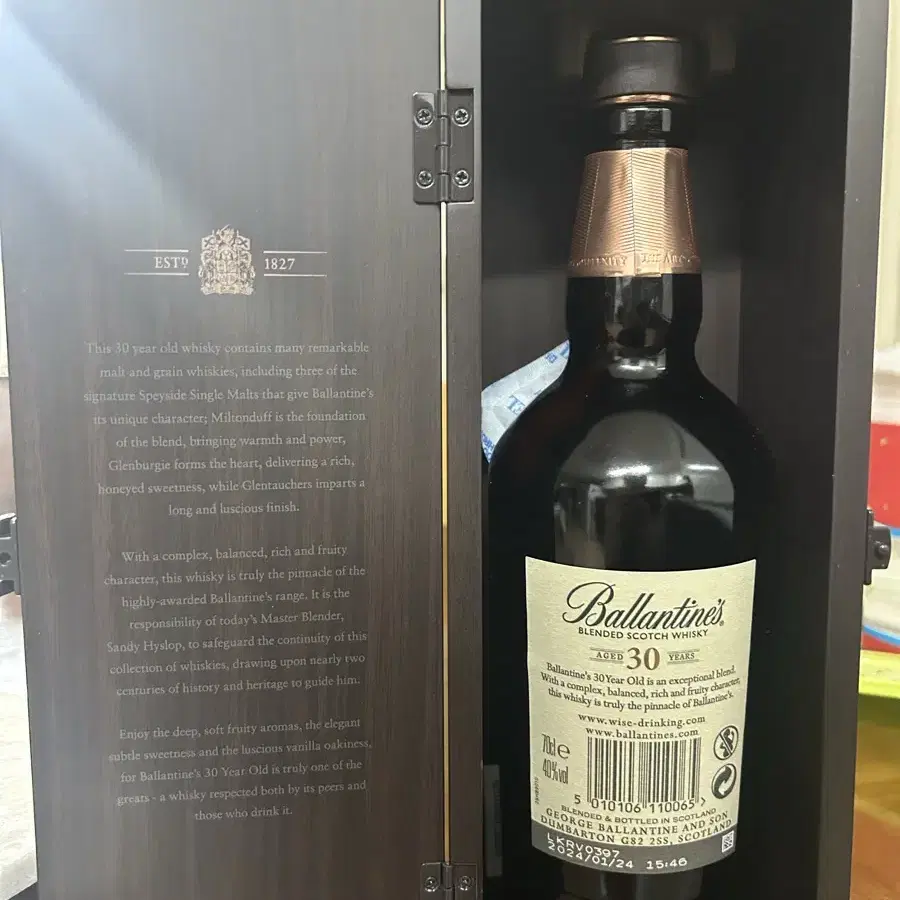 ESTD 1827
This 30 year old whisky contains many remarkable
malt and grain whiskies, including three of the
signature Speyside Single Malts that give Ballantine's
its unique character; Miltonduff is the foundation
of the blend, bringing warmth and power,
Glenburgie forms the heart, delivering a rich,
honeyed sweetness, while Glentauchers imparts a
long and luscious finish.
With a complex, balanced, rich and fruity
character, this whisky is truly the pinnacle of the
highly-awarded Ballantine's range. It is the
responsibility of today's Master Blender,
Sandy Hyslop, to safeguard the continuity of this
collection of whiskies, drawing upon nearly two
centuries of history and heritage to guide him.
Enjoy the deep, soft fruity aromas, the elegant
subtle sweetness and the luscious vanilla oakiness,
for Ballantine's 30 Year Old is truly one of the
greats - a whisky respected both by its peers and
those who drink it.
THE
Ballantine's
BLENDED SCOTCH WHISKY
AGED 30 YEARS
Ballantine's 30 Year Old is an exceptional blend.
With a complex, balanced, rich and fruity character,
this whisky is truly the pinnacle of Ballantine's.
www.wise-drinking.com
www.ballantines.com
70cl e
40%vol
5 010106 110065 >
BLENDED & BOTTLED IN SCOTLAND
GEORGE BALLANTINE AND SON
DUMBARTON G82 2SS, SCOTLAND
LKRV0397
2024/01/24 15:46